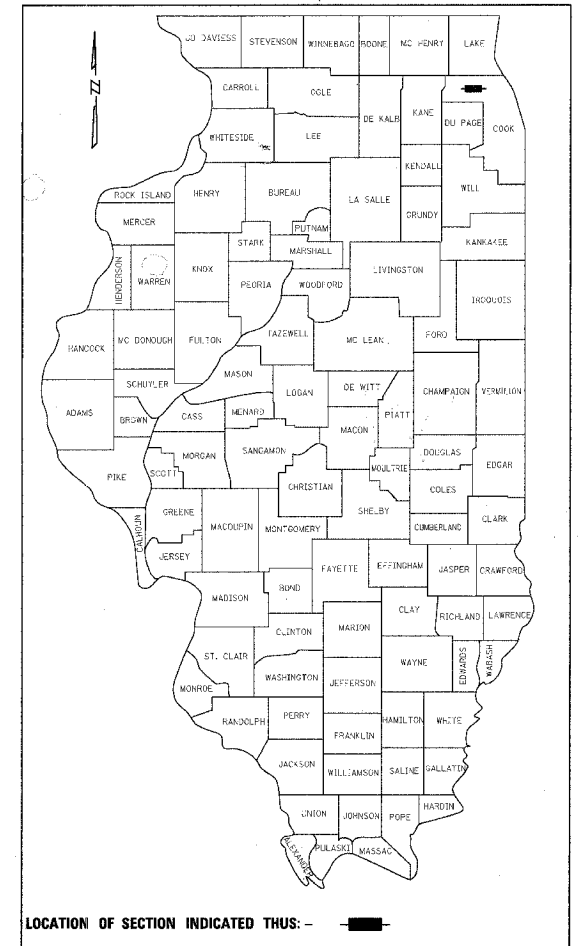 JO DAVIESS STEVENSON WINNEBAGO BOONE MC HENRY LAKE
N
CARROLL OGLE
DE KALB KANE DU PAGE COOK
WHITESIDE LEE
KENDALL
ROCK ISLAND HENRY BUREAU LA SALLE WILL
MERCER PUTNAM GRUNDY
STARK MARSHALL KANKAKEE
HENDERSON WARREN KNOX PEORIA WOODFORD LIVINGSTON IROQUOIS
HANCOCK MC DONOUGH FULTON TAZEWELL MC LEAN FORD
SCHUYLER MASON LOGAN DE WITT CHAMPAIGN VERMILION
ADAMS BROWN CASS MENARD MACON PIATT
MORGAN SANGAMON DOUGLAS EDGAR
PIKE SCOTT CHRISTIAN MOULTRIE COLES
GREENE MACOUPIN MONTGOMERY SHELBY CUMBERLAND CLARK
CALHOUN JERSEY FAYETTE EFFINGHAM JASPER CRAWFORD
MADISON BOND CLAY RICHLAND LAWRENCE
CLINTON MARION
ST. CLAIR WAYNE EDWARDS WABASH
WASHINGTON JEFFERSON
MONROE
RANDOLPH PERRY HAMILTON WHITE
FRANKLIN
JACKSON WILLIAMSON SALINE GALLATIN
UNION JOHNSON POPE HARDIN
ALEXANDER PULASKI MASSAC
LOCATION OF SECTION INDICATED THUS: -